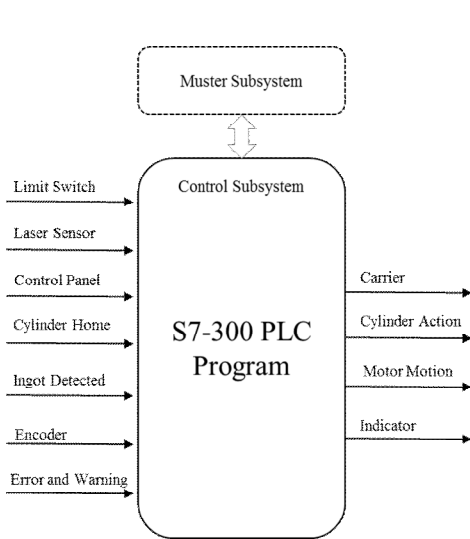 Muster Subsystem
Control Subsystem
Limit Switch
Laser Sensor
Control Panel
Cylinder Home
Ingot Detected
Encoder
Error and Warning
S7-300 PLC
Program
Carrier
Cylinder Action
Motor Motion
Indicator